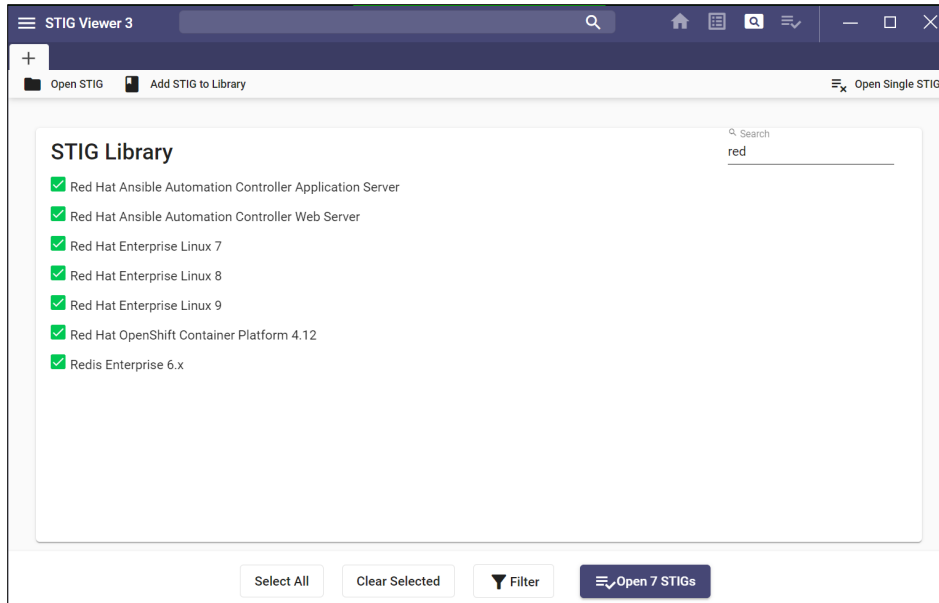 STIG Viewer 3
Open STIG Add STIG to Library Open Single STIG
Search
STIG Library red
Red Hat Ansible Automation Controller Application Server
Red Hat Ansible Automation Controller Web Server
Red Hat Enterprise Linux 7
Red Hat Enterprise Linux 8
Red Hat Enterprise Linux 9
Red Hat OpenShift Container Platform 4.12
Redis Enterprise 6.x
Select All Clear Selected Filter Open 7 STIGs